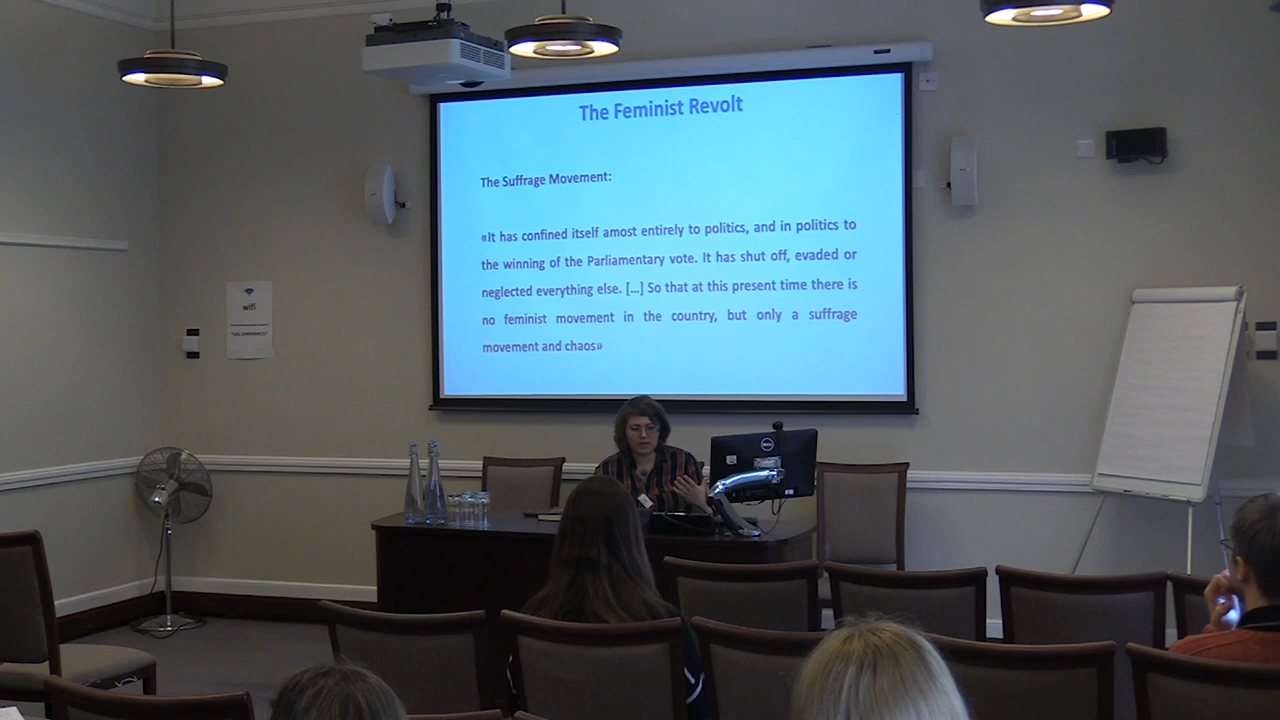 The Feminist Revolt
The Suffrage Movement:
«It has confined itself amost entirely to politics, and in politics to
the winning of the Parliamentary vote. It has shut off, evaded or
neglected everything else. [...] So that at this present time there is
no feminist movement in the country, but only a suffrage
movement and chaos»
wifi
DELL